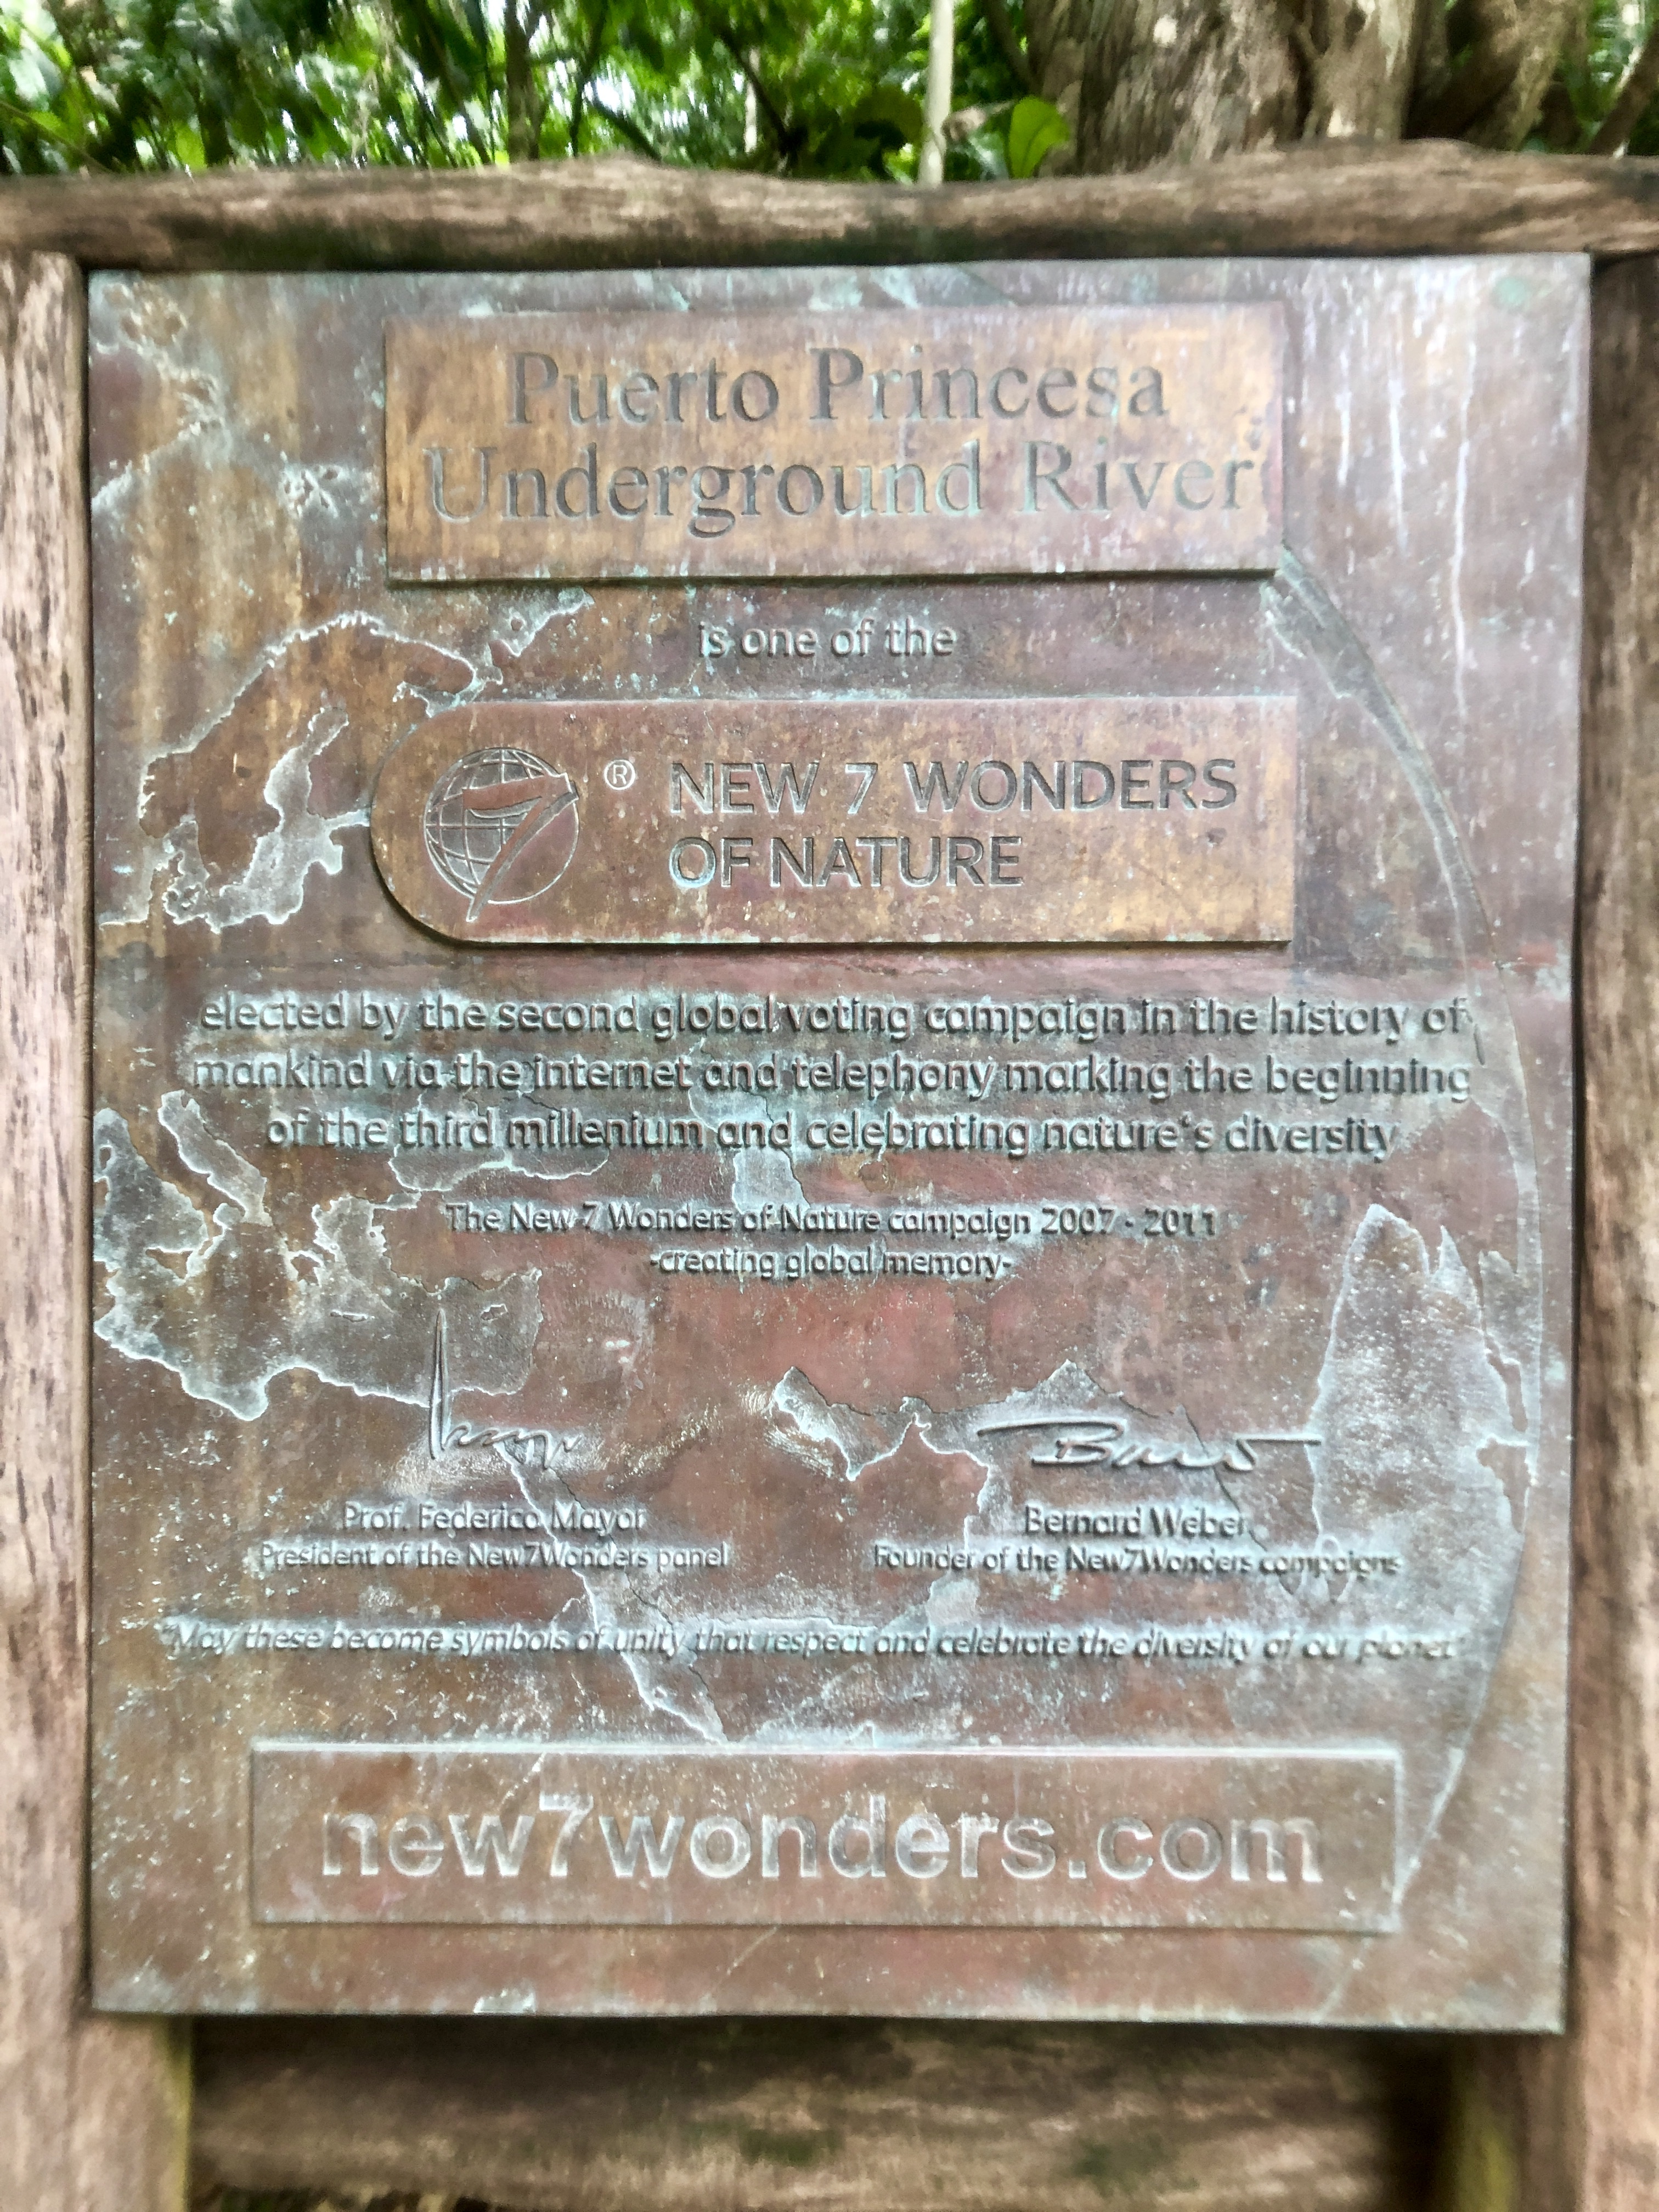 Puerto Princesa
Underground River
is one of the
7 ® NEW 7 WONDERS
OF NATURE
elected by the second global voting campaign in the history of
mankind via the internet and telephony marking the beginning
of the third millenium and celebrating nature's diversity
The New 7 Wonders of Nature campaign 2007 - 2011
-creating global memory-
Prof. Federico Mayor
President of the New7Wonders panel
Bernard Weber
Founder of the New7Wonders campaigns
"May these become symbols of unity that respect and celebrate the diversity of our planet"
new7wonders.com